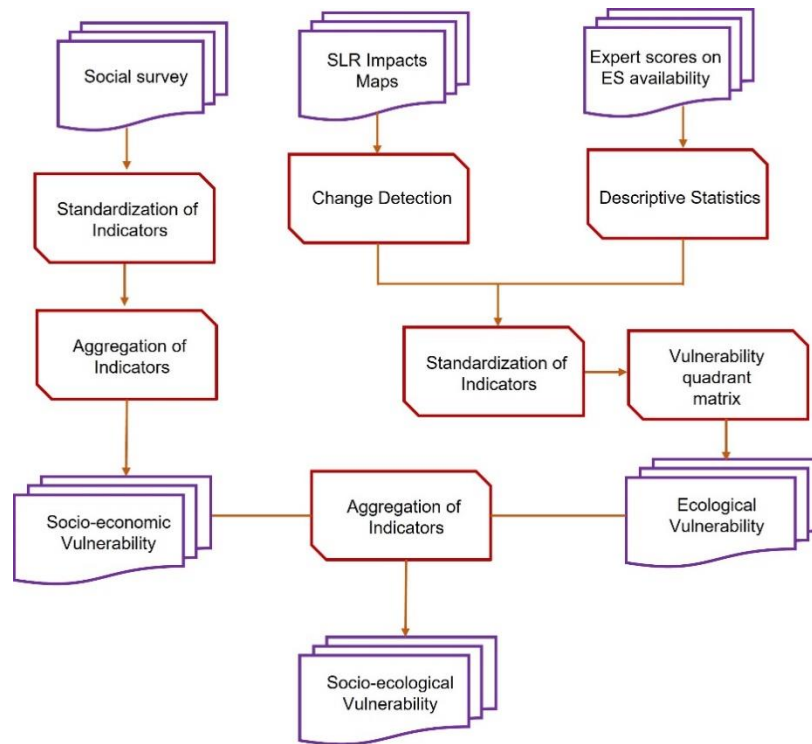 Social survey
SLR Impacts
Maps
Expert scores on
ES availability
Standardization of
Indicators
Change Detection
Descriptive Statistics
Aggregation of
Indicators
Standardization of
Indicators
Vulnerability
quadrant
matrix
Socio-economic
Vulnerability
Aggregation of
Indicators
Ecological
Vulnerability
Socio-ecological
Vulnerability